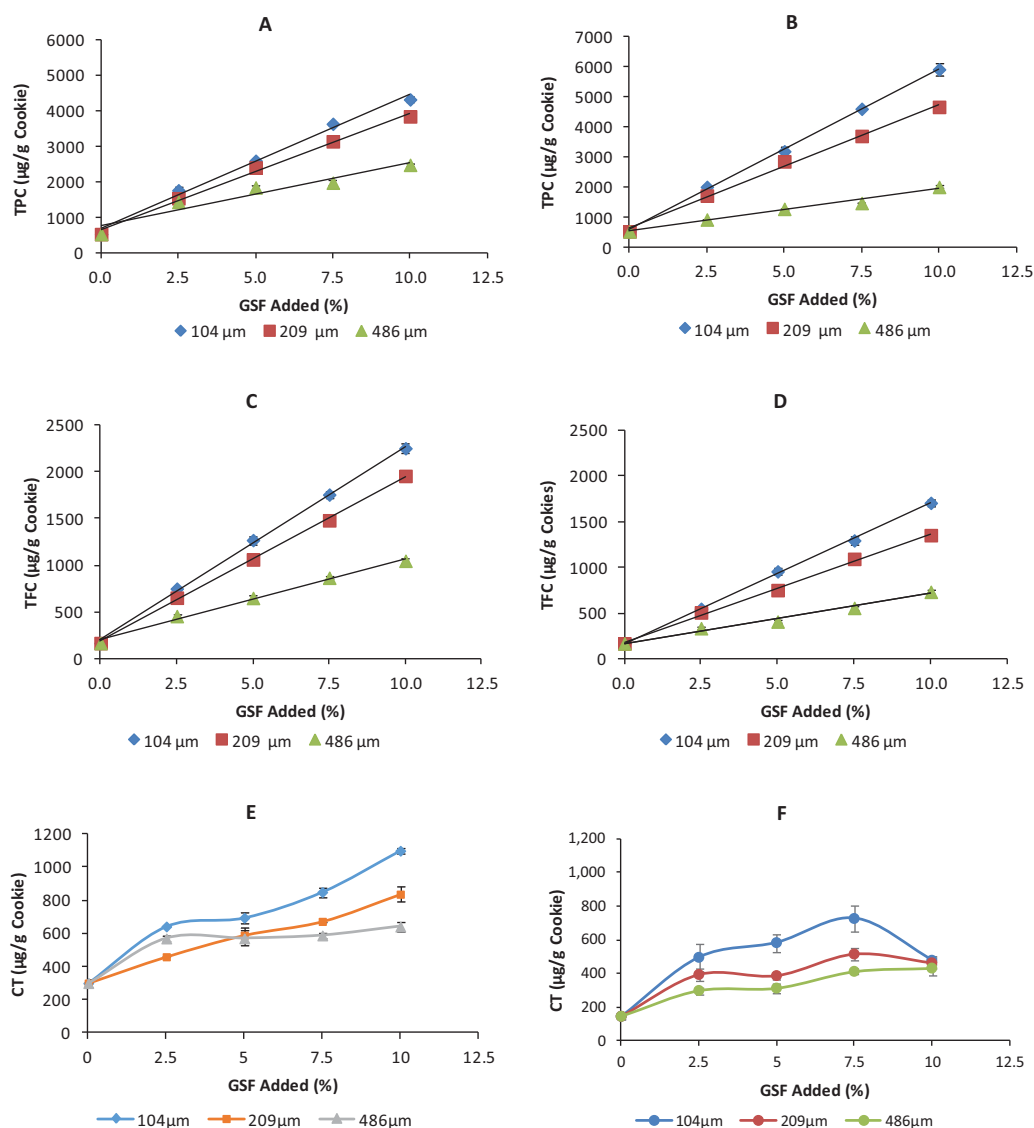 A
TPC (µg/g Cookie)
6000
5000
4000
3000
2000
1000
0
0.0 2.5 5.0 7.5 10.0 12.5
GSF Added (%)
104 µm 209 µm 486 µm
B
TPC (µg/g Cookie)
7000
6000
5000
4000
3000
2000
1000
0
0.0 2.5 5.0 7.5 10.0 12.5
GSF Added (%)
104 µm 209 µm 486 µm
C
TFC (µg/g Cookie)
2500
2000
1500
1000
500
0
0.0 2.5 5.0 7.5 10.0 12.5
GSF Added (%)
104 µm 209 µm 486 µm
D
TFC (µg/g Cokies)
2500
2000
1500
1000
500
0
0.0 2.5 5.0 7.5 10.0 12.5
GSF Added (%)
104 µm 209 µm 486 µm
E
CT (µg/g Cookie)
1200
1000
800
600
400
200
0
0 2.5 5 7.5 10 12.5
GSF Added (%)
104µm 209µm 486µm
F
CT (µg/g Cookie)
1,200
1,000
800
600
400
200
0
0 2.5 5 7.5 10 12.5
GSF Added (%)
104µm 209µm 486µm